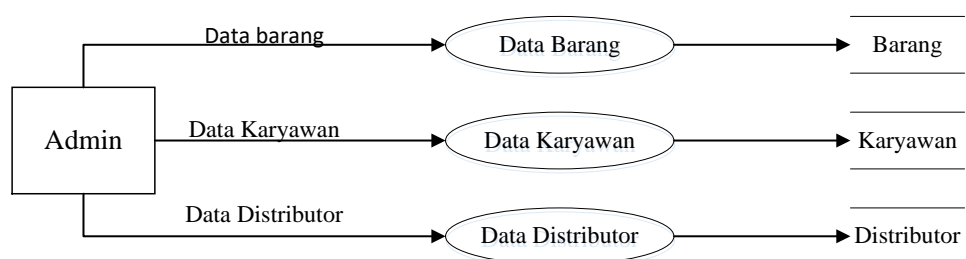 Data barang
Data Barang
Barang
Admin
Data Karyawan
Data Karyawan
Karyawan
Data Distributor
Data Distributor
Distributor